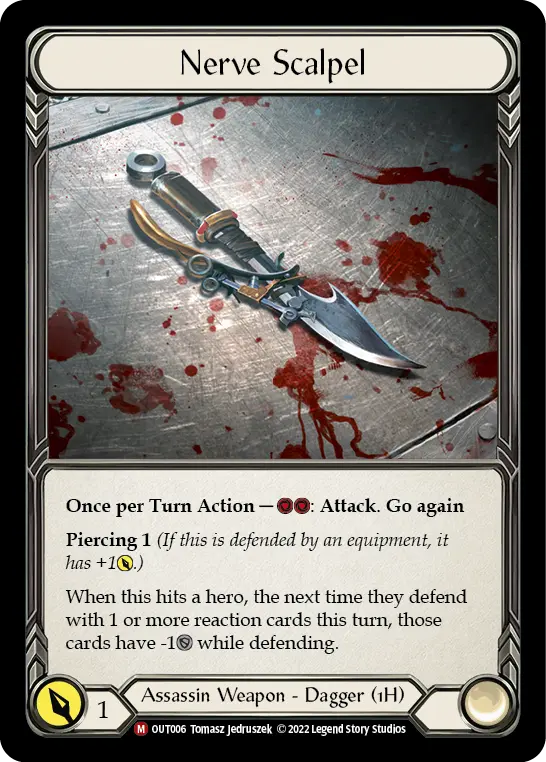 Nerve Scalpel
Once per Turn Action — : Attack. Go again
Piercing 1 (If this is defended by an equipment, it
has +1.)
When this hits a hero, the next time they defend
with 1 or more reaction cards this turn, those
cards have -1 while defending.
1
Assassin Weapon - Dagger (1H)
M OUT006 Tomasz Jedruszek © 2022 Legend Story Studios